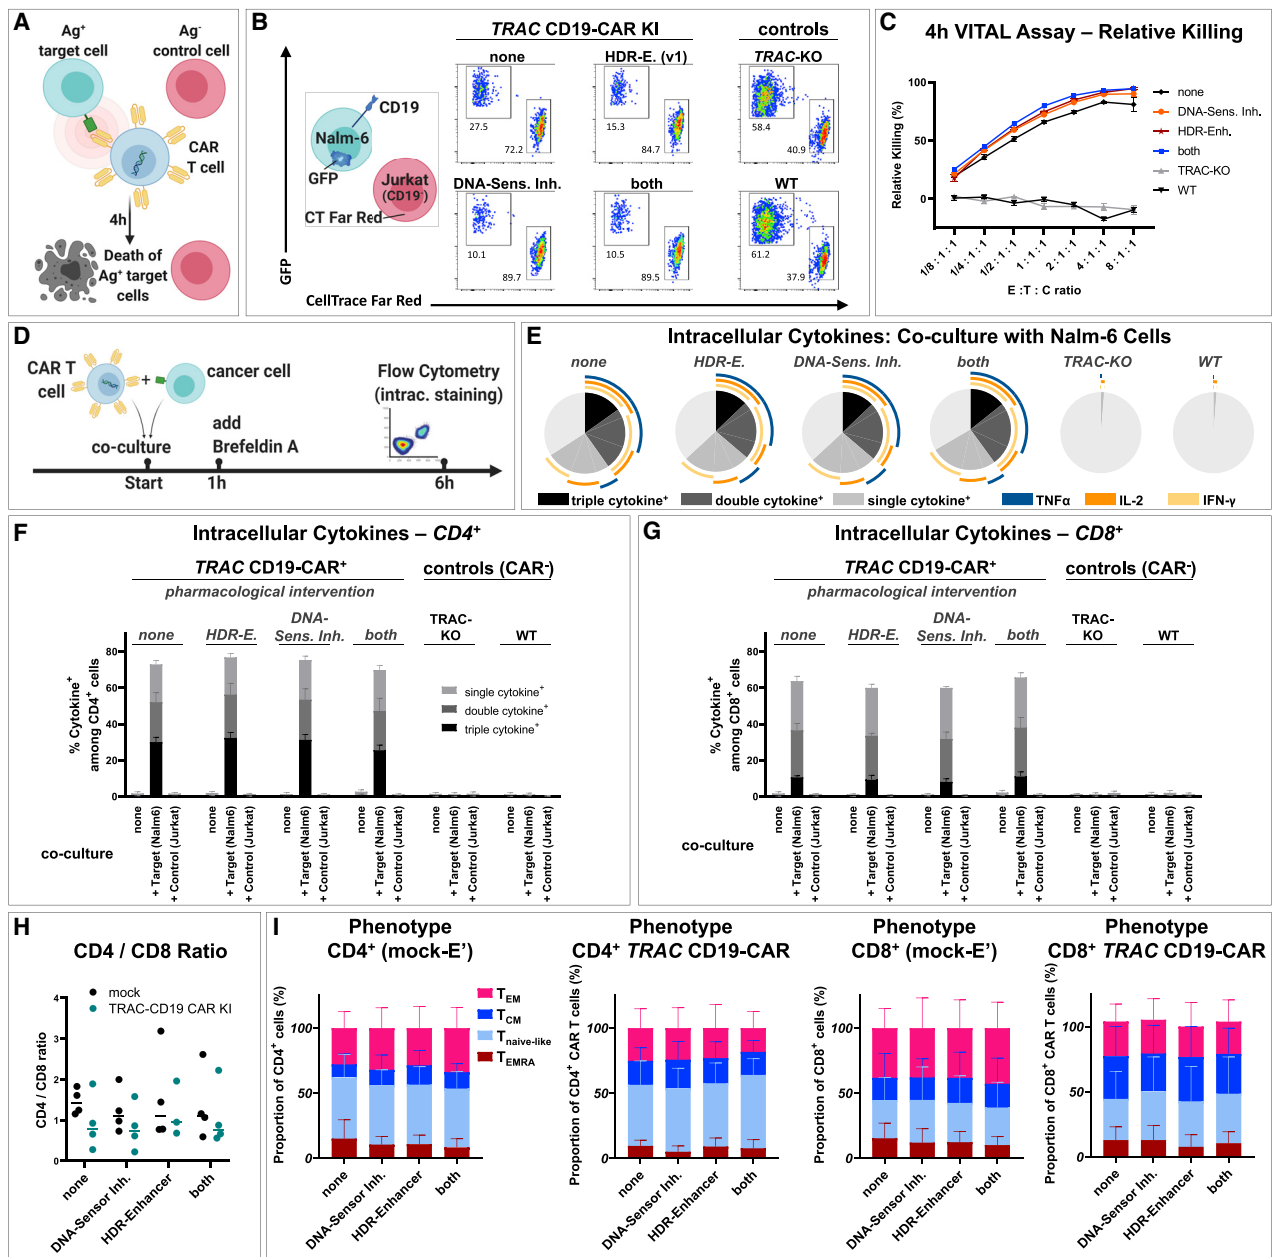 A
Ag⁺
target cell
Ag⁻
control cell
CAR
T cell
4h
Death of
Ag⁺ target
cells
B
TRAC CD19-CAR KI
controls
none
HDR-E. (v1)
TRAC-KO
27.5
72.2
15.3
84.7
58.4
40.9
DNA-Sens. Inh.
both
WT
10.1
89.7
10.5
89.5
61.2
37.9
CD19
Nalm-6
GFP
Jurkat
(CD19⁻)
CT Far Red
GFP
CellTrace Far Red
C
4h VITAL Assay – Relative Killing
Relative Killing (%)
100
50
0
none
DNA-Sens. Inh.
HDR-Enh.
both
TRAC-KO
WT
1/8 : 1 : 1
1/4 : 1 : 1
1/2 : 1 : 1
1 : 1 : 1
2 : 1 : 1
4 : 1 : 1
8 : 1 : 1
E :T : C ratio
D
CAR T
cell
+
cancer cell
co-culture
add
Brefeldin A
Flow Cytometry
(intrac. staining)
Start
1h
6h
E
Intracellular Cytokines: Co-culture with Nalm-6 Cells
none
HDR-E.
DNA-Sens. Inh.
both
TRAC-KO
WT
triple cytokine⁺
double cytokine⁺
single cytokine⁺
TNFα
IL-2
IFN-γ
F
Intracellular Cytokines – CD4⁺
TRAC CD19-CAR⁺
controls (CAR⁻)
pharmacological intervention
none
HDR-E.
DNA-
Sens. Inh.
both
TRAC-
KO
WT
% Cytokine⁺
among CD4⁺ cells
80
60
40
20
0
single cytokine⁺
double cytokine⁺
triple cytokine⁺
co-culture
none
+ Target (Nalm6)
+ Control (Jurkat)
none
+ Target (Nalm6)
+ Control (Jurkat)
none
+ Target (Nalm6)
+ Control (Jurkat)
none
+ Target (Nalm6)
+ Control (Jurkat)
none
+ Target (Nalm6)
+ Control (Jurkat)
none
+ Target (Nalm6)
+ Control (Jurkat)
G
Intracellular Cytokines – CD8⁺
TRAC CD19-CAR⁺
controls (CAR⁻)
pharmacological intervention
none
HDR-E.
DNA-
Sens. Inh.
both
TRAC-
KO
WT
% Cytokine⁺
among CD8⁺ cells
80
60
40
20
0
co-culture
none
+ Target (Nalm6)
+ Control (Jurkat)
none
+ Target (Nalm6)
+ Control (Jurkat)
none
+ Target (Nalm6)
+ Control (Jurkat)
none
+ Target (Nalm6)
+ Control (Jurkat)
none
+ Target (Nalm6)
+ Control (Jurkat)
none
+ Target (Nalm6)
+ Control (Jurkat)
H
CD4 / CD8 Ratio
mock
TRAC-CD19 CAR KI
CD4 / CD8 ratio
4
3
2
1
0
none
DNA-Sensor Inh.
HDR-Enhancer
both
I
Phenotype
CD4⁺ (mock-E')
Proportion of CD4⁺ cells (%)
100
50
0
none
DNA-Sensor Inh.
HDR-Enhancer
both
T_EM
T_CM
T_naive-like
T_EMRA
Phenotype
CD4⁺ TRAC CD19-CAR
Proportion of CD4⁺ CAR T cells (%)
100
50
0
none
DNA-Sensor Inh.
HDR-Enhancer
both
Phenotype
CD8⁺ (mock-E')
Proportion of CD8⁺ cells (%)
100
50
0
none
DNA-Sensor Inh.
HDR-Enhancer
both
Phenotype
CD8⁺ TRAC CD19-CAR
Proportion of CD8⁺ CAR T cells (%)
100
50
0
none
DNA-Sensor Inh.
HDR-Enhancer
both